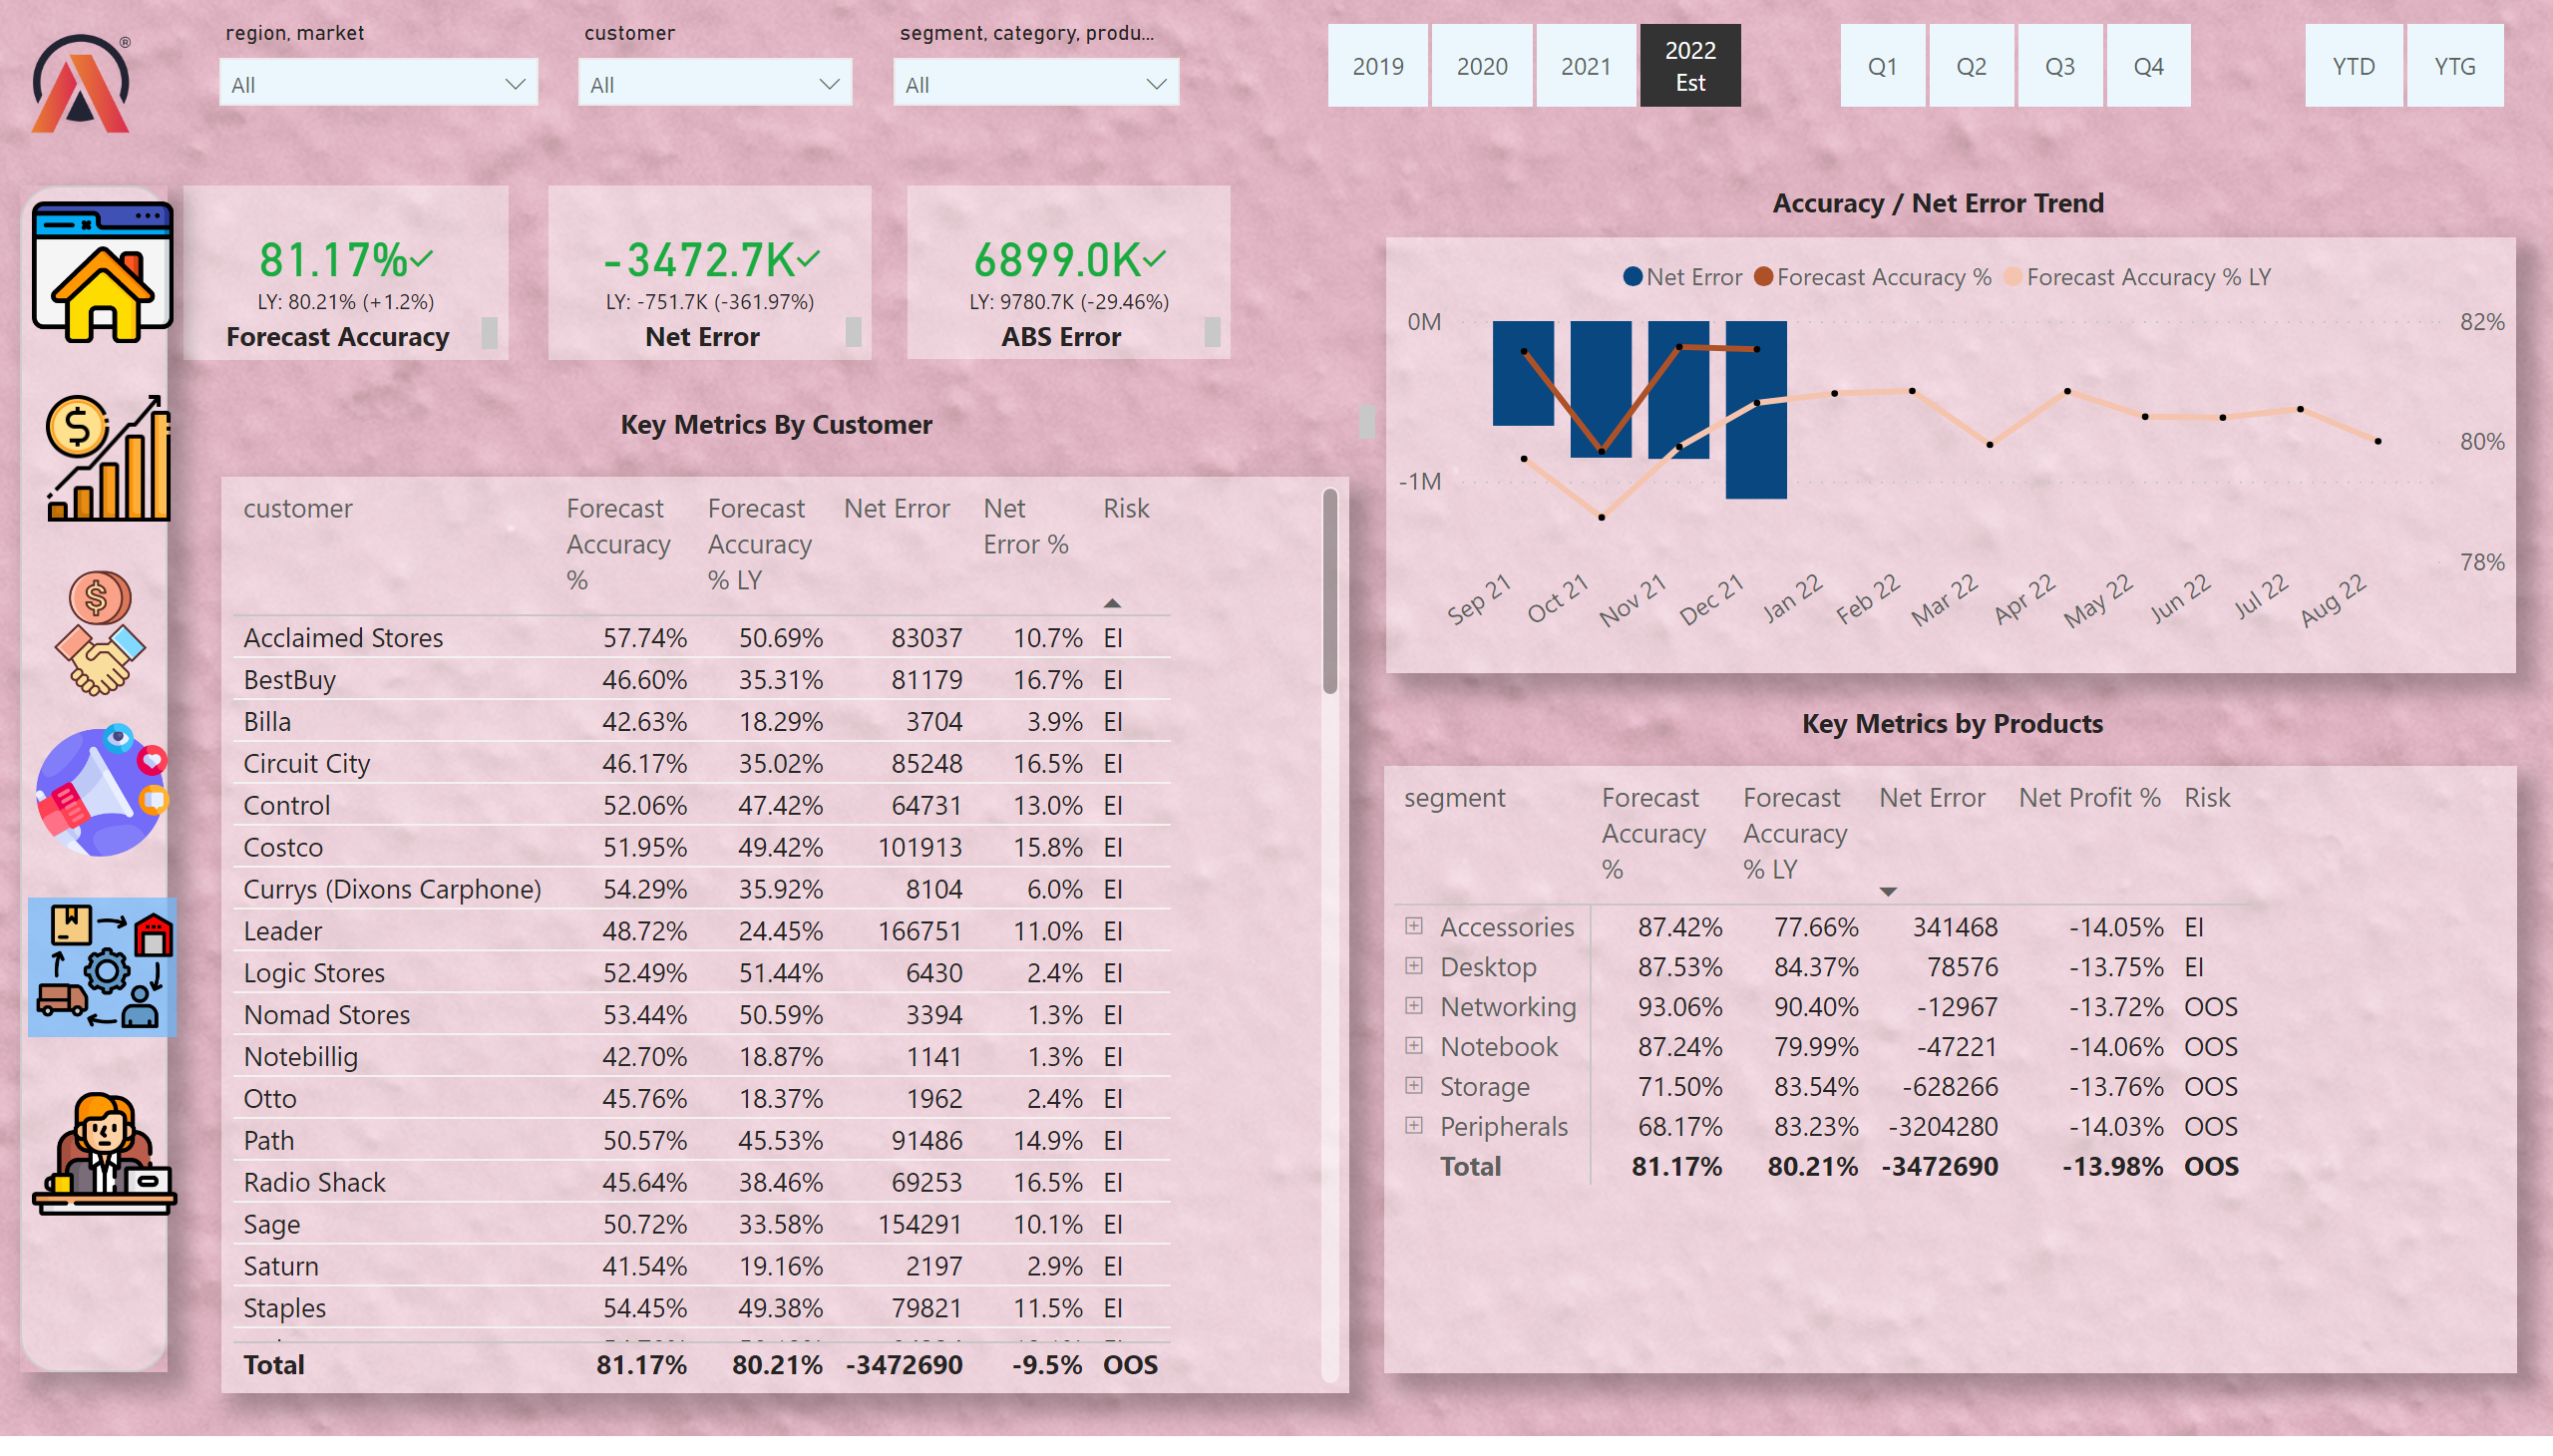 ®
region, market
All
customer
All
segment, category, produ...
All
2019
2020
2021
2022
Est
Q1
Q2
Q3
Q4
YTD
YTG
81.17%
LY: 80.21% (+1.2%)
Forecast Accuracy
-3472.7K
LY: -751.7K (-361.97%)
Net Error
6899.0K
LY: 9780.7K (-29.46%)
ABS Error
Key Metrics By Customer
customer Forecast Accuracy % Forecast Accuracy % LY Net Error Net Error % Risk
Acclaimed Stores 57.74% 50.69% 83037 10.7% EI
BestBuy 46.60% 35.31% 81179 16.7% EI
Billa 42.63% 18.29% 3704 3.9% EI
Circuit City 46.17% 35.02% 85248 16.5% EI
Control 52.06% 47.42% 64731 13.0% EI
Costco 51.95% 49.42% 101913 15.8% EI
Currys (Dixons Carphone) 54.29% 35.92% 8104 6.0% EI
Leader 48.72% 24.45% 166751 11.0% EI
Logic Stores 52.49% 51.44% 6430 2.4% EI
Nomad Stores 53.44% 50.59% 3394 1.3% EI
Notebillig 42.70% 18.87% 1141 1.3% EI
Otto 45.76% 18.37% 1962 2.4% EI
Path 50.57% 45.53% 91486 14.9% EI
Radio Shack 45.64% 38.46% 69253 16.5% EI
Sage 50.72% 33.58% 154291 10.1% EI
Saturn 41.54% 19.16% 2197 2.9% EI
Staples 54.45% 49.38% 79821 11.5% EI
Total 81.17% 80.21% -3472690 -9.5% OOS
Accuracy / Net Error Trend
Net Error Forecast Accuracy % Forecast Accuracy % LY
0M
-1M
82%
80%
78%
Sep 21 Oct 21 Nov 21 Dec 21 Jan 22 Feb 22 Mar 22 Apr 22 May 22 Jun 22 Jul 22 Aug 22
Key Metrics by Products
segment Forecast Accuracy % Forecast Accuracy % LY Net Error Net Profit % Risk
Accessories 87.42% 77.66% 341468 -14.05% EI
Desktop 87.53% 84.37% 78576 -13.75% EI
Networking 93.06% 90.40% -12967 -13.72% OOS
Notebook 87.24% 79.99% -47221 -14.06% OOS
Storage 71.50% 83.54% -628266 -13.76% OOS
Peripherals 68.17% 83.23% -3204280 -14.03% OOS
Total 81.17% 80.21% -3472690 -13.98% OOS